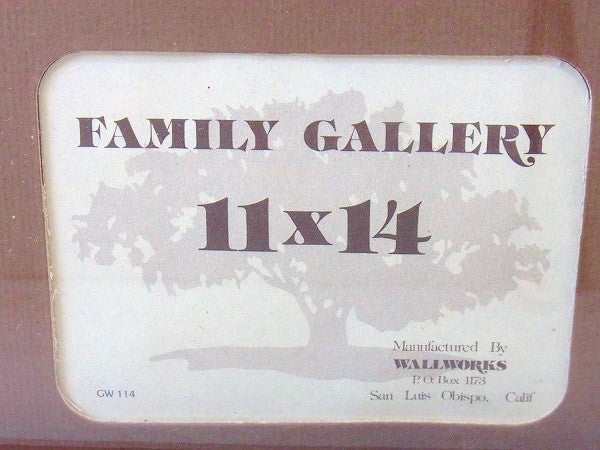 FAMILY GALLERY
11x14
Manufactured By
WALLWORKS
P.O. Box 1173
San Luis Obispo, Calif
GW 114